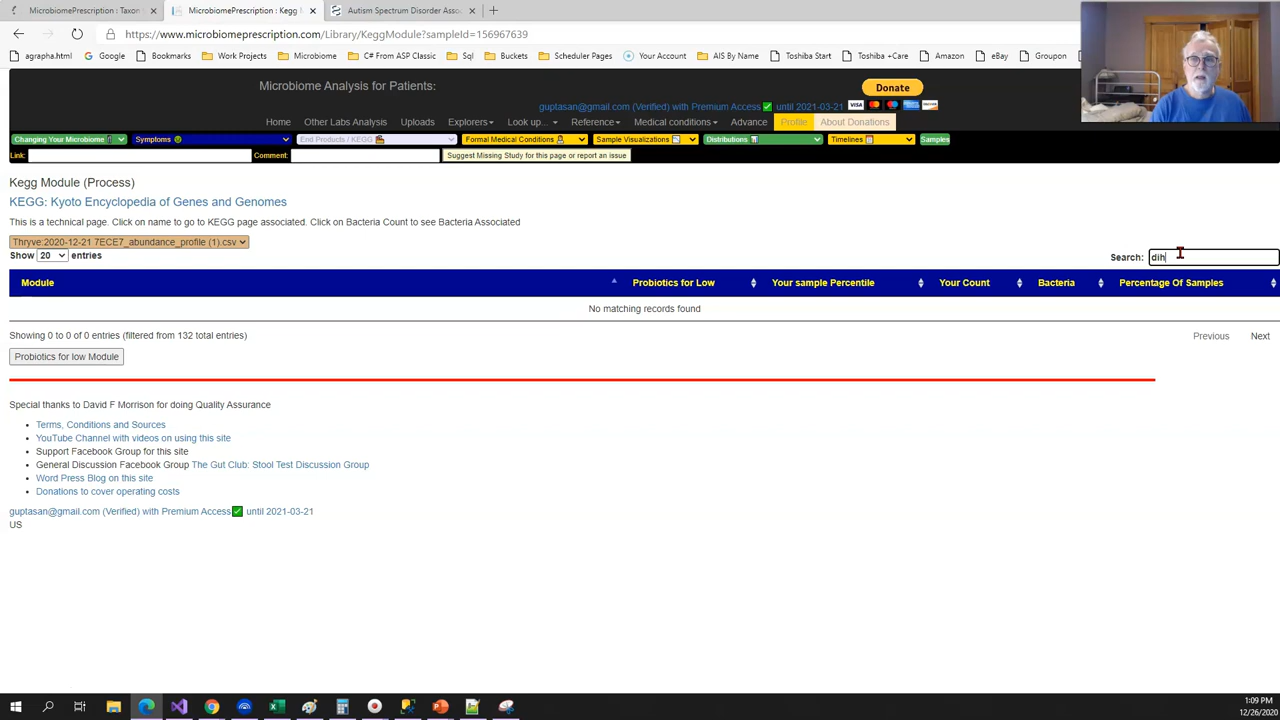 MicrobiomePrescription : Taxon
MicrobiomePrescription - Kegg M
Autism Spectrum Disorder Assoc
https://www.microbiomeprescription.com/Library/KeggModule?sampleId=156967639
agrapha.html Google Bookmarks Work Projects Microbiome C# From ASP Classic Sql Buckets Scheduler Pages Your Account AIS By Name Toshiba Start Toshiba +Care Amazon eBay Groupon
Microbiome Analysis for Patients:
Donate
guptasan@gmail.com (Verified) with Premium Access until 2021-03-21 VISA
Home Other Labs Analysis Uploads Explorers Look up... Reference Medical conditions Advance Profile About Donations
Changing Your Microbiome Symptoms End Products / KEGG Formal Medical Conditions Sample Visualizations Distributions Timelines Samples
Link: Comment: Suggest Missing Study for this page or report an issue
Kegg Module (Process)
KEGG: Kyoto Encyclopedia of Genes and Genomes
This is a technical page. Click on name to go to KEGG page associated. Click on Bacteria Count to see Bacteria Associated
Thryve:2020-12-21 7ECE7_abundance_profile (1).csv
Show 20 entries
Search: dih
Module Probiotics for Low Your sample Percentile Your Count Bacteria Percentage Of Samples
No matching records found
Showing 0 to 0 of 0 entries (filtered from 132 total entries)
Previous Next
Probiotics for low Module
Special thanks to David F Morrison for doing Quality Assurance
Terms, Conditions and Sources
YouTube Channel with videos on using this site
Support Facebook Group for this site
General Discussion Facebook Group The Gut Club: Stool Test Discussion Group
Word Press Blog on this site
Donations to cover operating costs
guptasan@gmail.com (Verified) with Premium Access until 2021-03-21
US
1:09 PM
12/26/2020